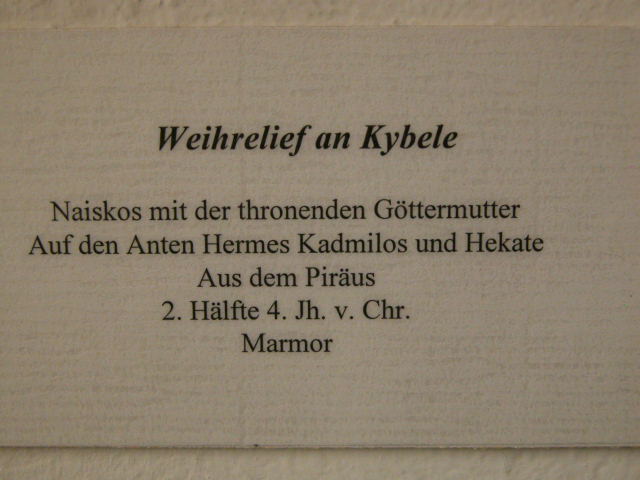 Weihrelief an Kybele
Naiskos mit der thronenden Göttermutter
Auf den Anten Hermes Kadmilos und Hekate
Aus dem Piräus
2. Hälfte 4. Jh. v. Chr.
Marmor